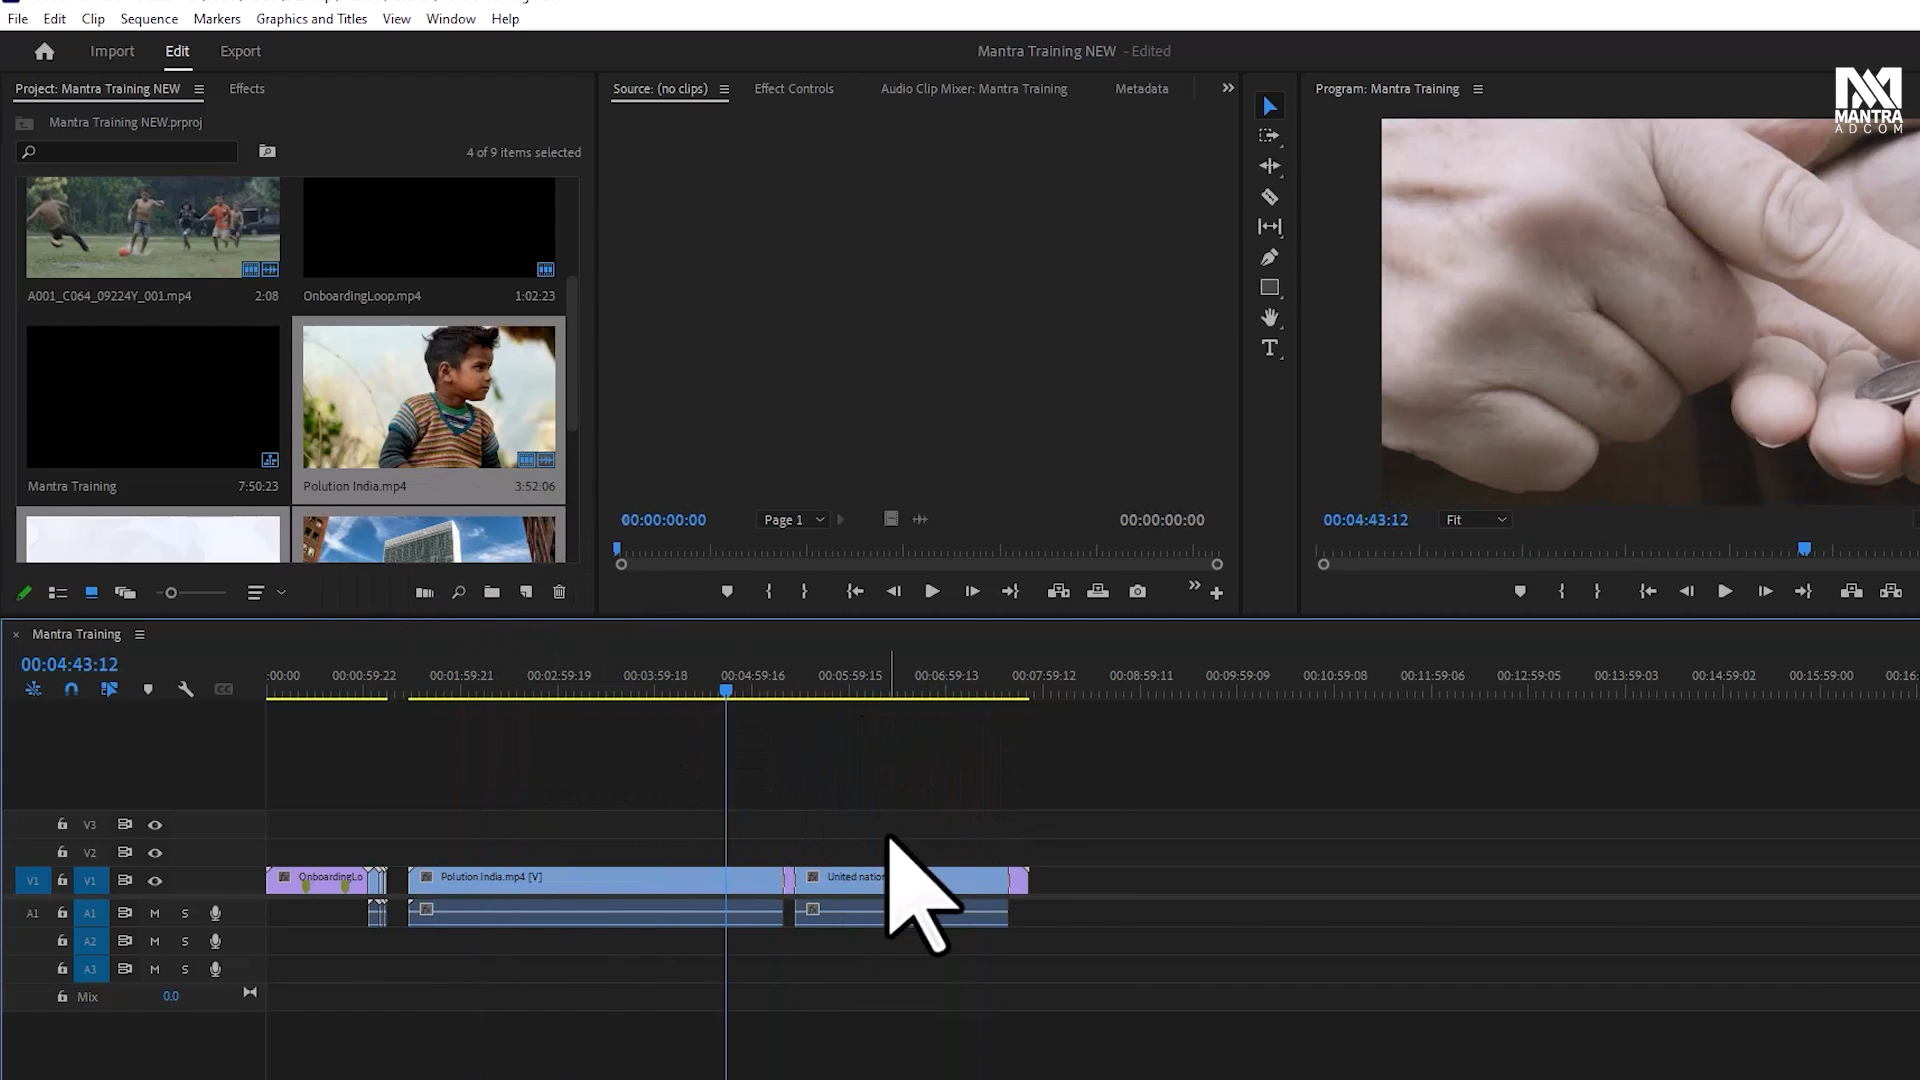 File Edit Clip Sequence Markers Graphics and Titles View Window Help
Import Edit Export Mantra Training NEW - Edited
Project: Mantra Training NEW Effects
Mantra Training NEW.prproj
4 of 9 items selected
A001_C064_09224Y_001.mp4 2:08
OnboardingLoop.mp4 1:02:23
Mantra Training 7:50:23
Polution India.mp4 3:52:06
Source: (no clips) Effect Controls Audio Clip Mixer: Mantra Training Metadata
00:00:00:00 Page 1 00:00:00:00
Program: Mantra Training
MANTRA
ADCOM
00:04:43:12 Fit
T
Mantra Training
00:04:43:12
:00:00 00:00:59:22 00:01:59:21 00:02:59:19 00:03:59:18 00:04:59:16 00:05:59:15 00:06:59:13 00:07:59:12 00:08:59:11 00:09:59:09 00:10:59:08 00:11:59:06 00:12:59:05 00:13:59:03 00:14:59:02 00:15:59:00 00:16:
V3
V2
V1 V1 OnboardingLo Polution India.mp4 [V] United natio
A1 A1 M S
A2 M S
A3 M S
Mix 0.0